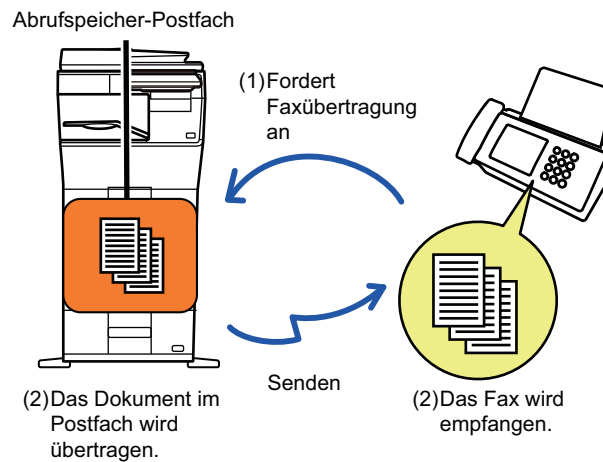 Abrufspeicher-Postfach
(1)Fordert
Faxübertragung
an
Senden
(2)Das Dokument im
Postfach wird
übertragen.
(2)Das Fax wird
empfangen.